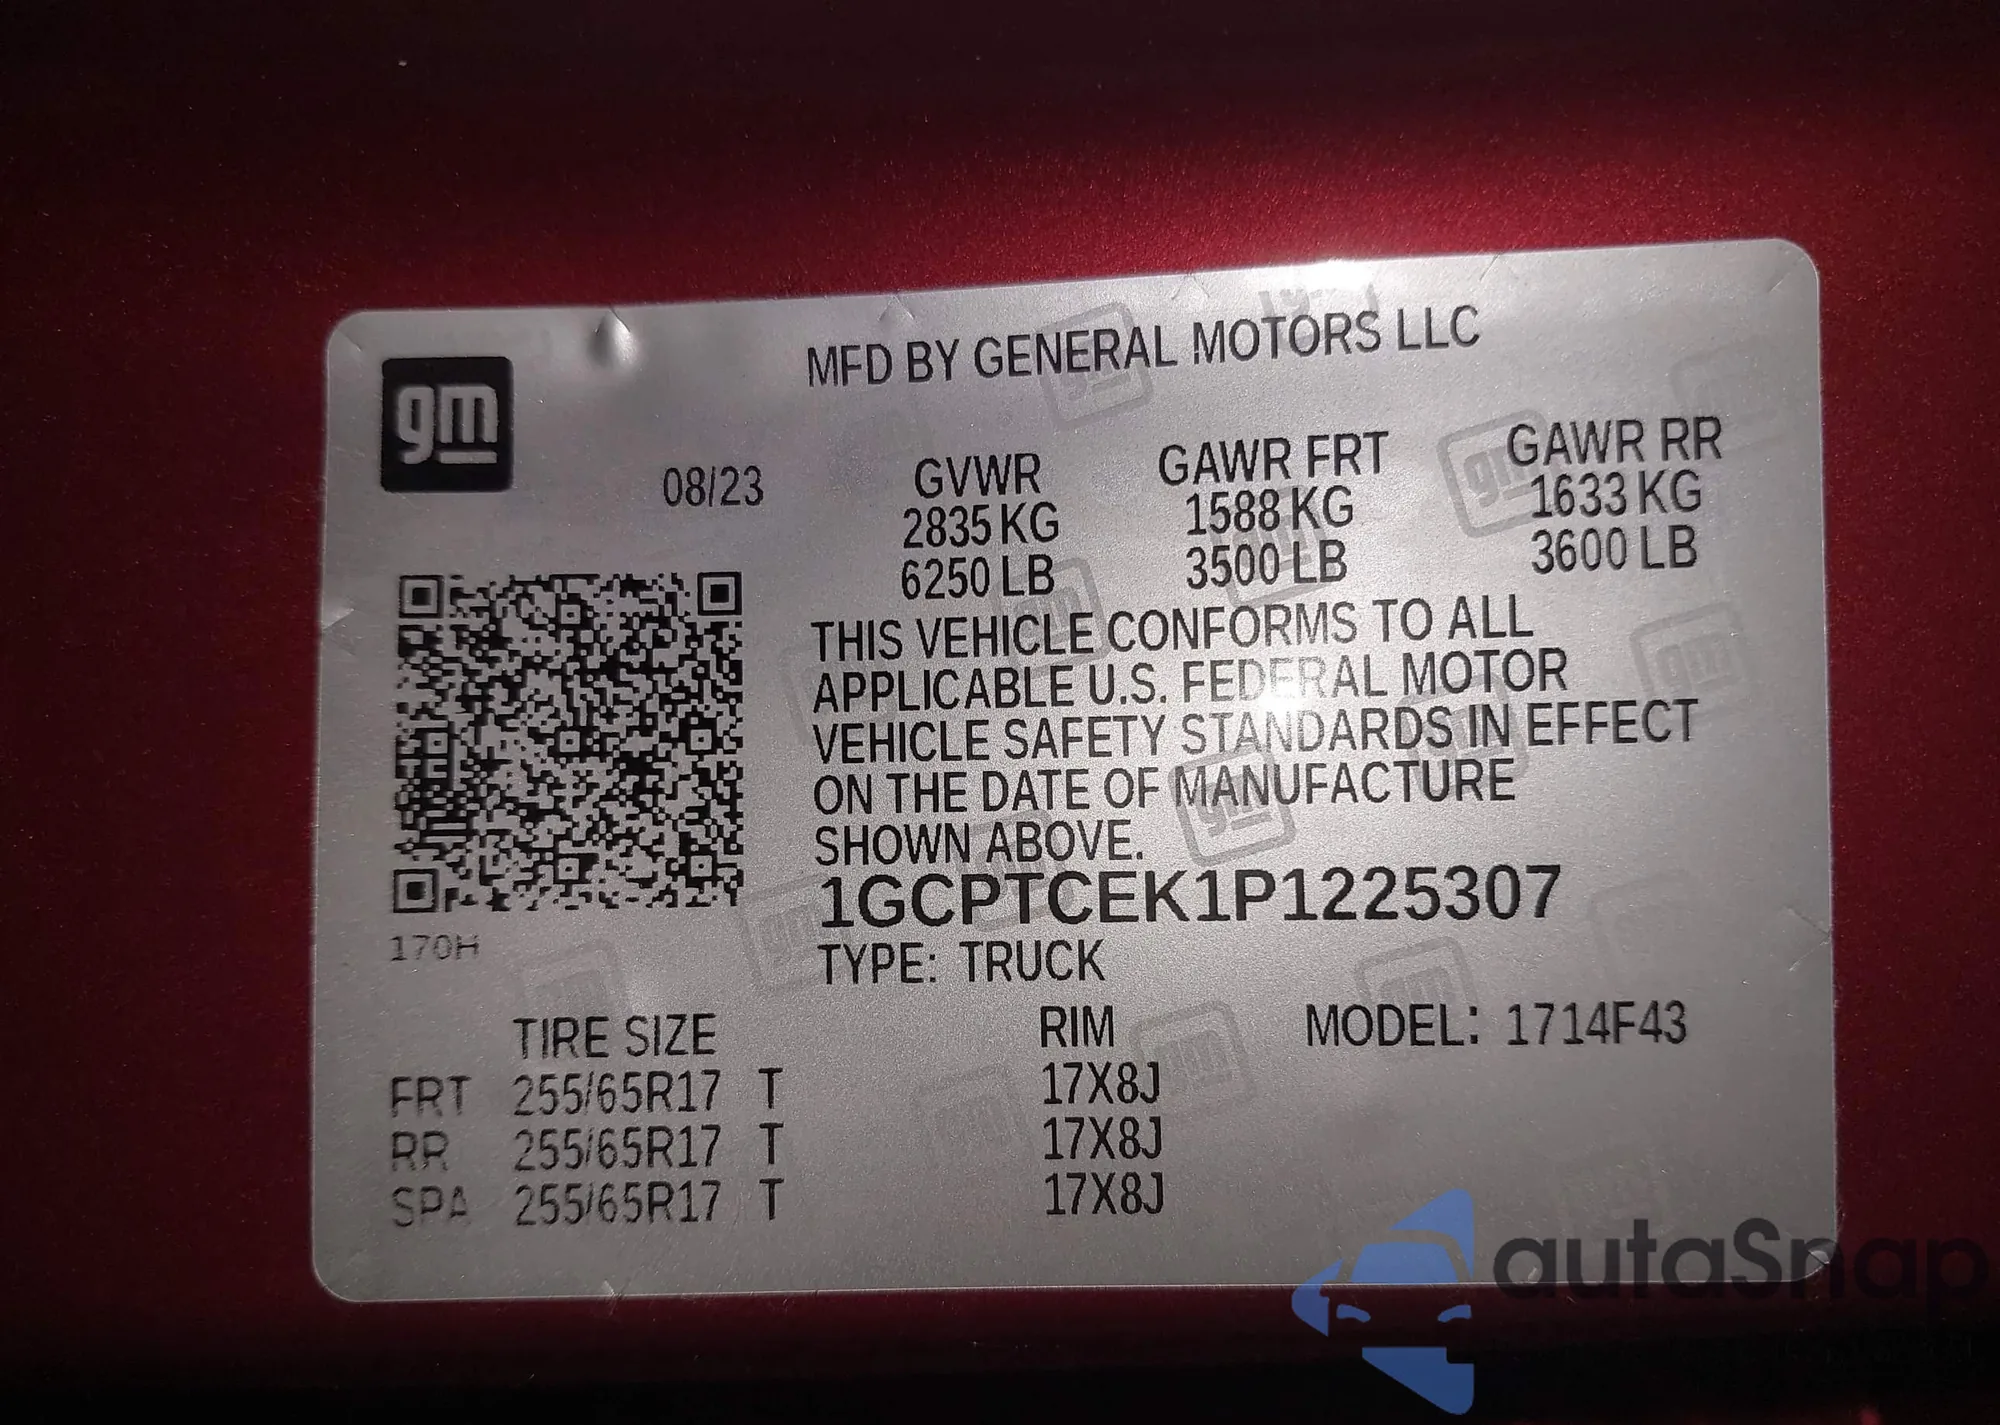 MFD BY GENERAL MOTORS LLC
gm
08/23
GVWR GAWR FRT GAWR RR
2835 KG 1588 KG 1633 KG
6250 LB 3500 LB 3600 LB
THIS VEHICLE CONFORMS TO ALL
APPLICABLE U.S. FEDERAL MOTOR
VEHICLE SAFETY STANDARDS IN EFFECT
ON THE DATE OF MANUFACTURE
SHOWN ABOVE.
1GCPTCEK1P1225307
170H
TYPE: TRUCK
TIRE SIZE RIM MODEL: 1714F43
FRT 255/65R17 T 17X8J
RR 255/65R17 T 17X8J
SPA 255/65R17 T 17X8J
autaSnap